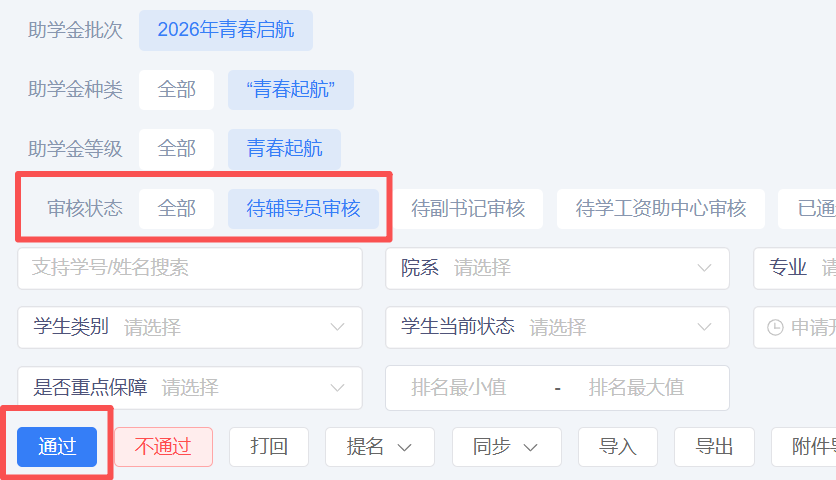 助学金批次 2026年青春启航
助学金种类 全部 “青春起航”
助学金等级 全部 青春起航
审核状态 全部 待辅导员审核 待副书记审核 待学工资助中心审核 已通
支持学号/姓名搜索 院系 请选择 专业 请
学生类别 请选择 学生当前状态 请选择 申请开
是否重点保障 请选择 排名最小值 - 排名最大值
通过 不通过 打回 提名 同步 导入 导出 附件导